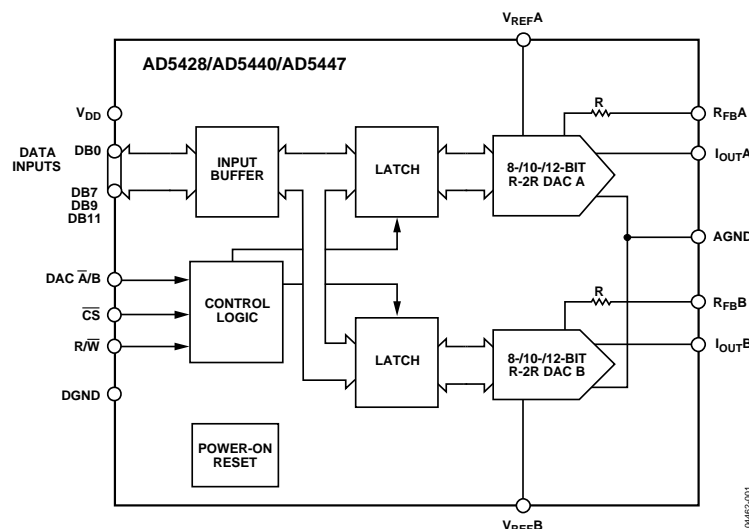 VREFA
AD5428/AD5440/AD5447
VDD
DATA
INPUTS
DB0
DB7
DB9
DB11
INPUT
BUFFER
LATCH
8-/10-/12-BIT
R-2R DAC A
R
RFBA
IOUTA
AGND
DAC A̅/B
C̅S̅
R/W̅
CONTROL
LOGIC
LATCH
8-/10-/12-BIT
R-2R DAC B
R
RFBB
IOUTB
DGND
POWER-ON
RESET
VREFB
04462-001